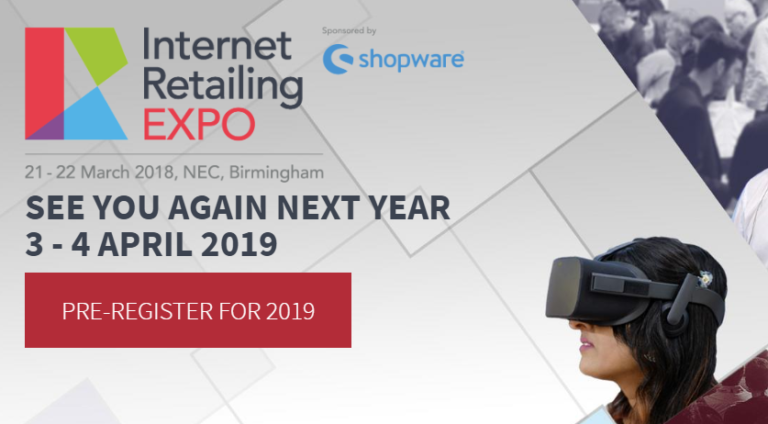 Internet
Retailing
EXPO
Sponsored by
shopware
21 - 22 March 2018, NEC, Birmingham
SEE YOU AGAIN NEXT YEAR
3 - 4 APRIL 2019
PRE-REGISTER FOR 2019